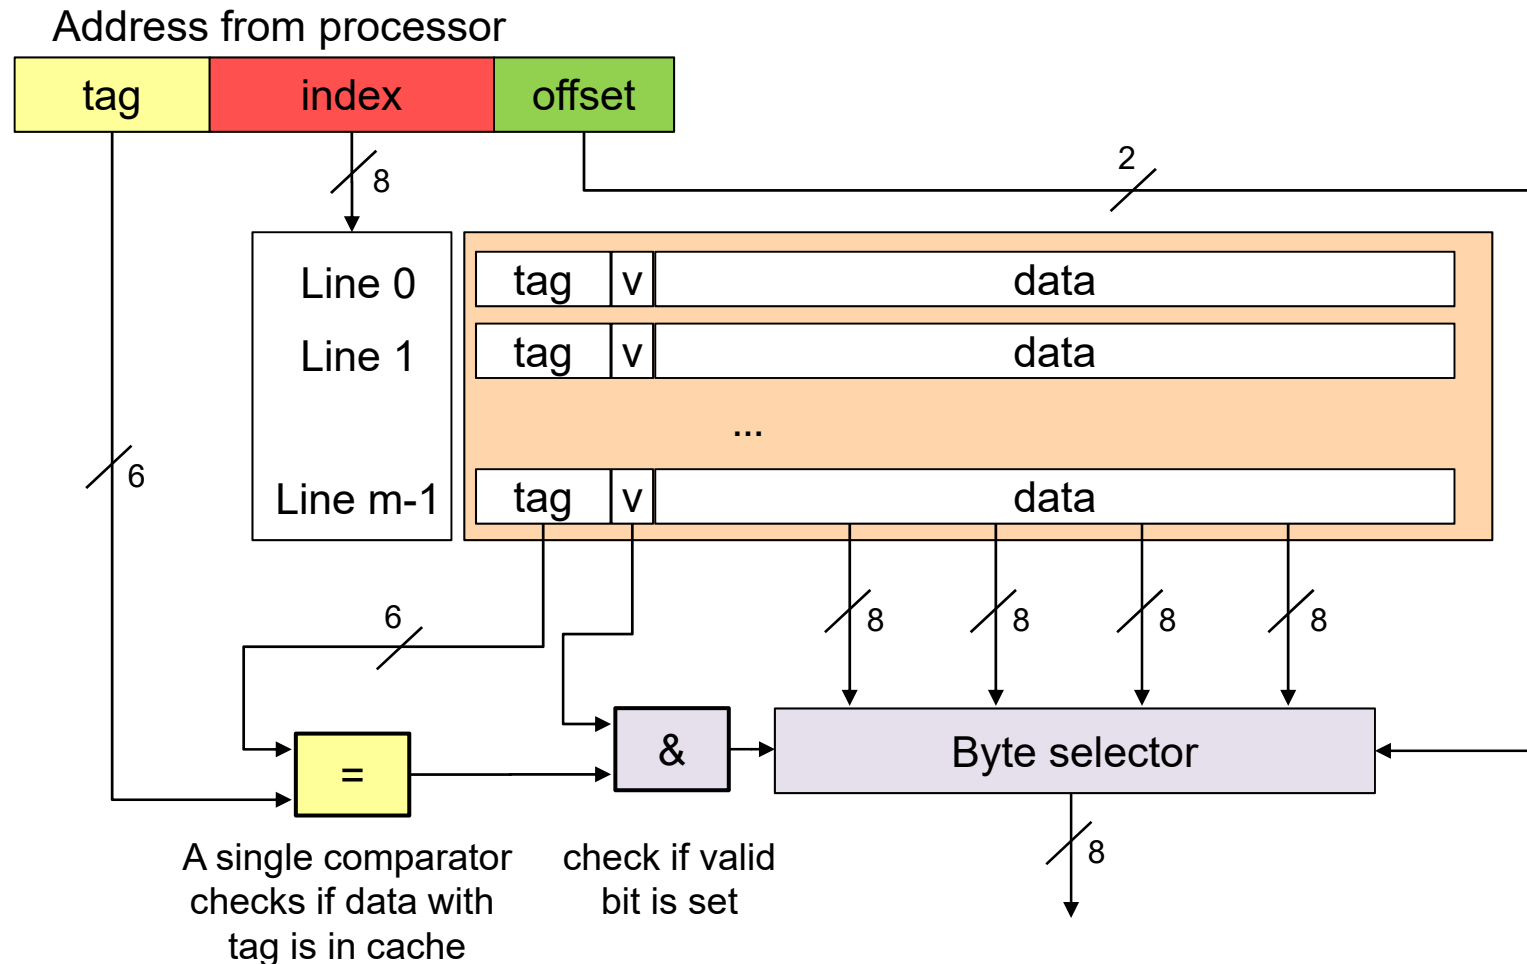 Address from processor
tag index offset
2
8
Line 0 tag v data
Line 1 tag v data
...
6
Line m-1 tag v data
6 8 8 8 8
& Byte selector
=
A single comparator
checks if data with
tag is in cache
check if valid
bit is set
8